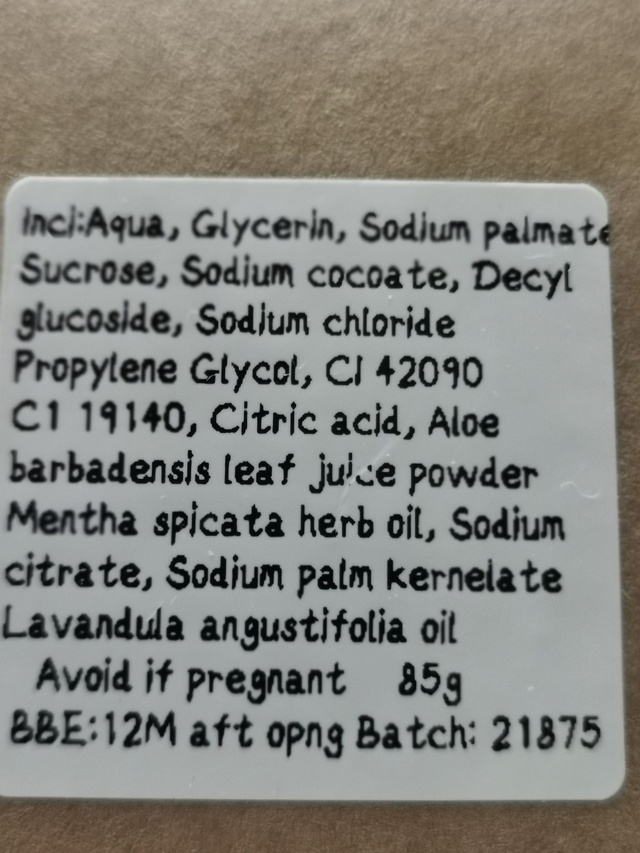 Inci:Aqua, Glycerin, Sodium palmate
Sucrose, Sodium cocoate, Decyl
glucoside, Sodium chloride
Propylene Glycol, CI 42090
C1 19140, Citric acid, Aloe
barbadensis leaf juice powder
Mentha spicata herb oil, Sodium
citrate, Sodium palm kernelate
Lavandula angustifolia oil
Avoid if pregnant 85g
BBE:12M aft opng Batch: 21875